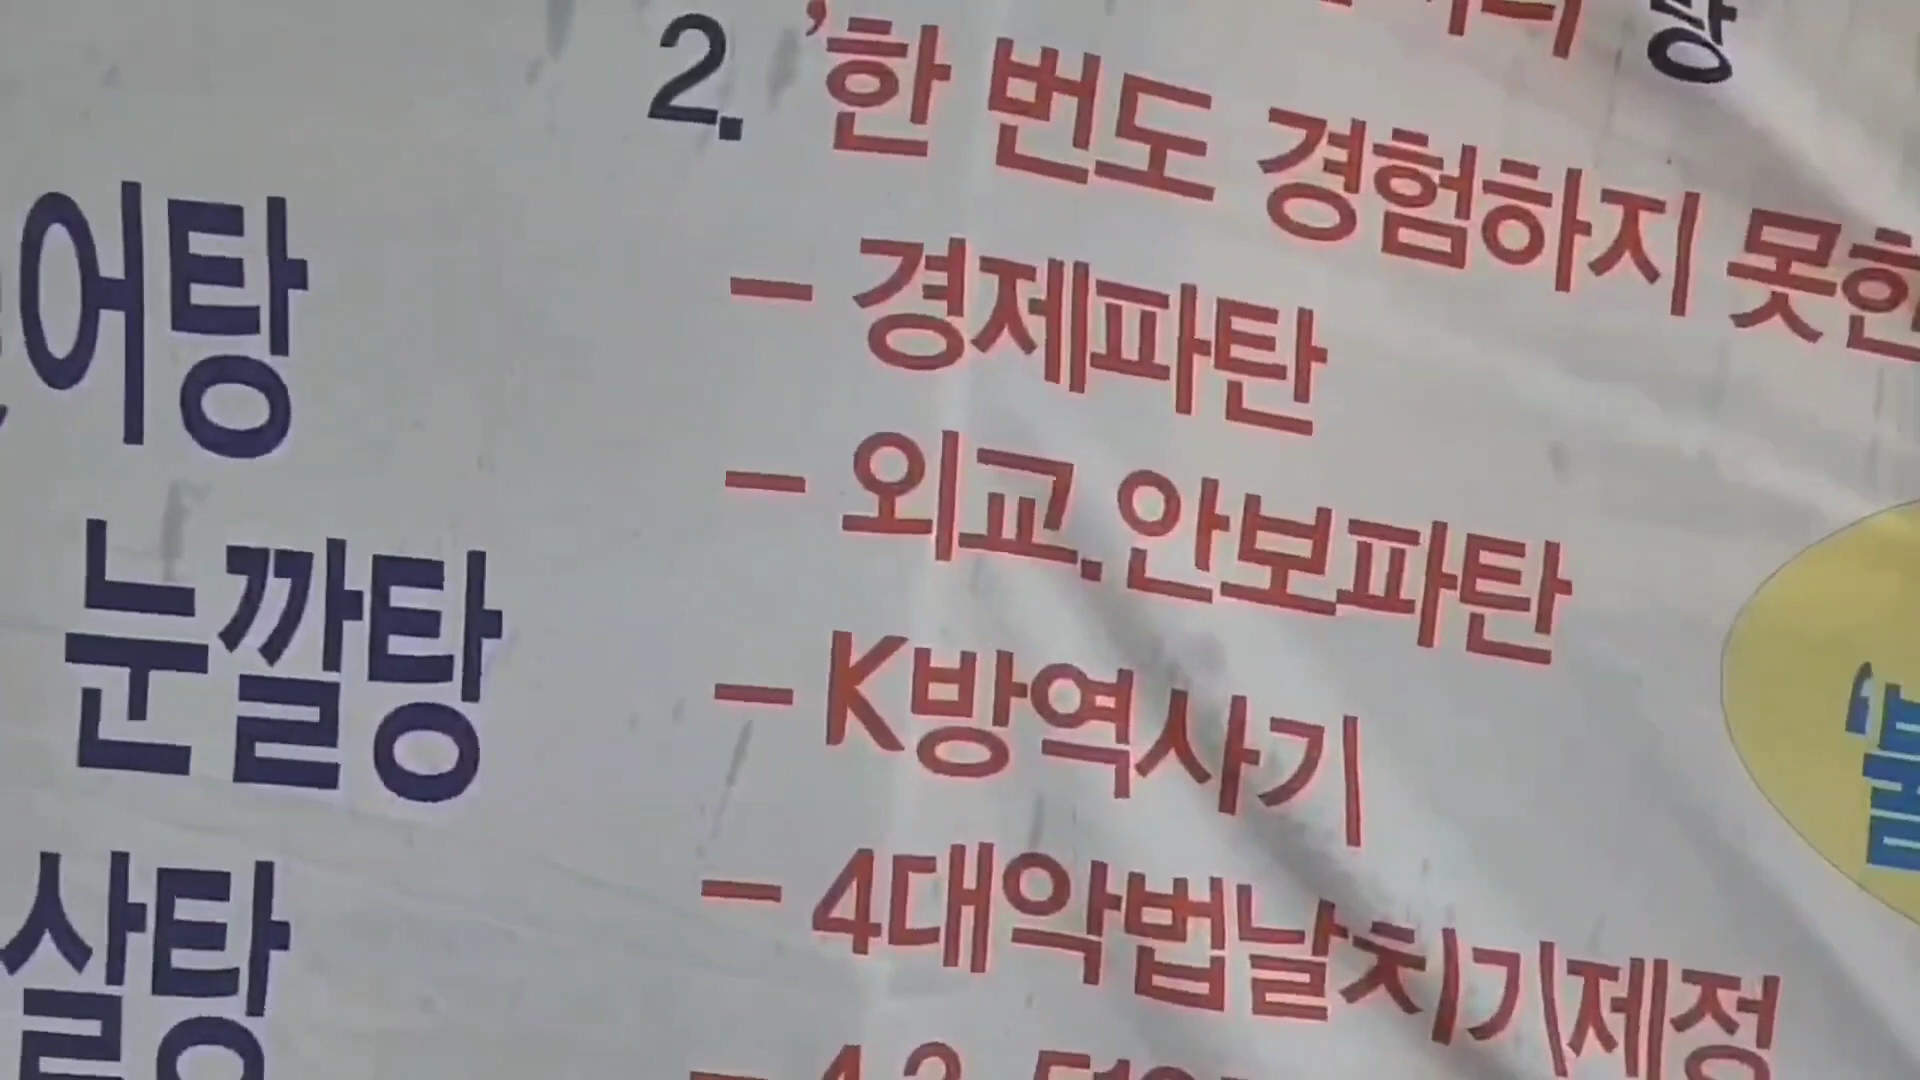 2. '한 번도 경험하지 못한
- 경제파탄
- 외교.안보파탄
- K방역사기
- 4대악법날치기제정
어탕
눈깔탕
살탕